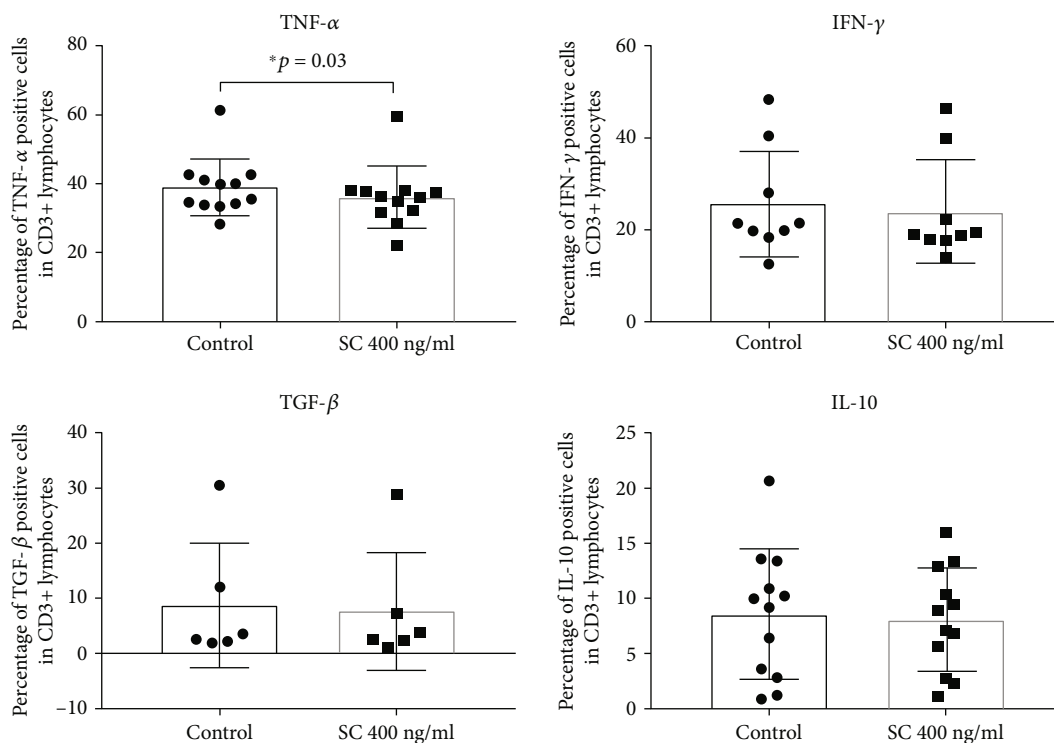 TNF-α
Percentage of TNF-α positive cells
in CD3+ lymphocytes
80
60
40
20
0
*p = 0.03
Control
SC 400 ng/ml
IFN-γ
Percentage of IFN-γ positive cells
in CD3+ lymphocytes
60
40
20
0
Control
SC 400 ng/ml
TGF-β
Percentage of TGF-β positive cells
in CD3+ lymphocytes
40
30
20
10
0
−10
Control
SC 400 ng/ml
IL-10
Percentage of IL-10 positive cells
in CD3+ lymphocytes
25
20
15
10
5
0
Control
SC 400 ng/ml